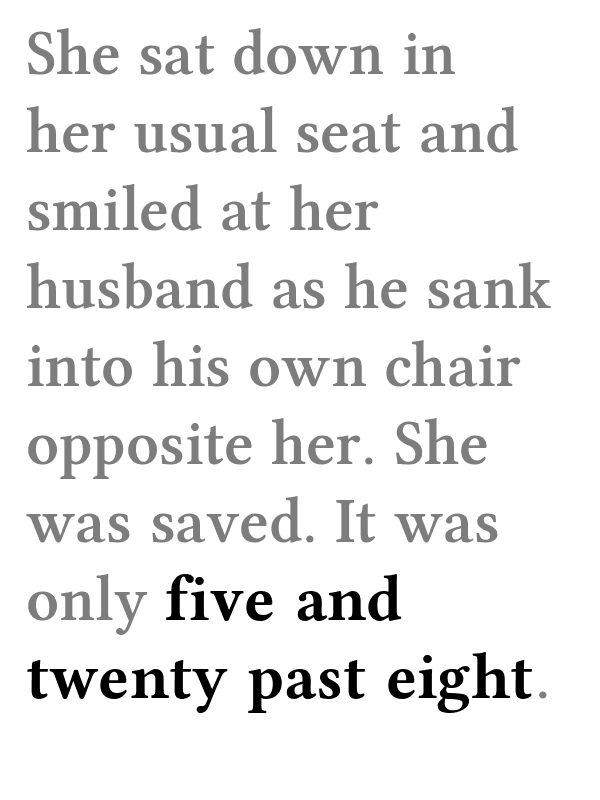 She sat down in
her usual seat and
smiled at her
husband as he sank
into his own chair
opposite her. She
was saved. It was
only five and
twenty past eight.